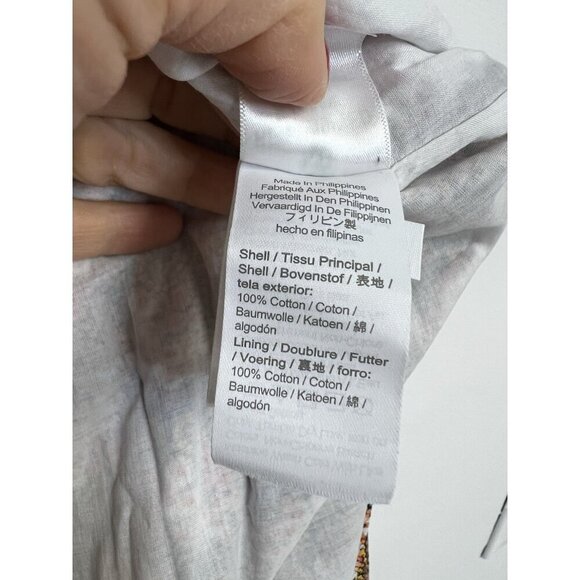 Made In Philippines
Fabriqué Aux Philippines
Hergestellt In Den Philippinen
Vervaardigd In De Filippijnen
フィリピン製
hecho en filipinas
Shell / Tissu Principal /
Shell / Bovenstof / 表地 /
tela exterior:
100% Cotton / Coton /
Baumwolle / Katoen / 綿 /
algodón
Lining / Doublure / Futter
/ Voering / 裏地 / forro:
100% Cotton / Coton /
Baumwolle / Katoen / 綿 /
algodón